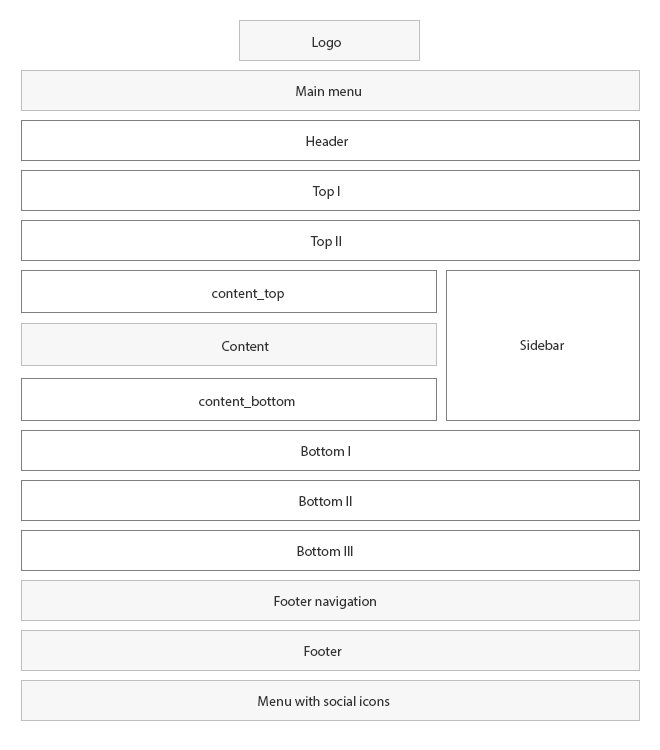 Logo
Main menu
Header
Top I
Top II
content_top
Content
content_bottom
Sidebar
Bottom I
Bottom II
Bottom III
Footer navigation
Footer
Menu with social icons